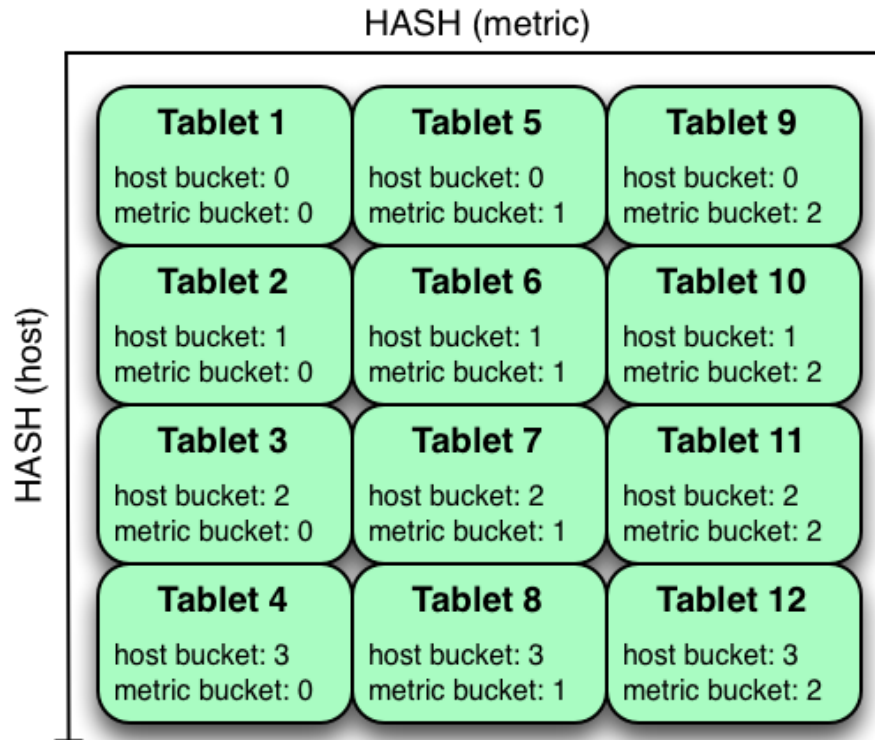 HASH (metric)
HASH (host)
Tablet 1
host bucket: 0
metric bucket: 0
Tablet 5
host bucket: 0
metric bucket: 1
Tablet 9
host bucket: 0
metric bucket: 2
Tablet 2
host bucket: 1
metric bucket: 0
Tablet 6
host bucket: 1
metric bucket: 1
Tablet 10
host bucket: 1
metric bucket: 2
Tablet 3
host bucket: 2
metric bucket: 0
Tablet 7
host bucket: 2
metric bucket: 1
Tablet 11
host bucket: 2
metric bucket: 2
Tablet 4
host bucket: 3
metric bucket: 0
Tablet 8
host bucket: 3
metric bucket: 1
Tablet 12
host bucket: 3
metric bucket: 2